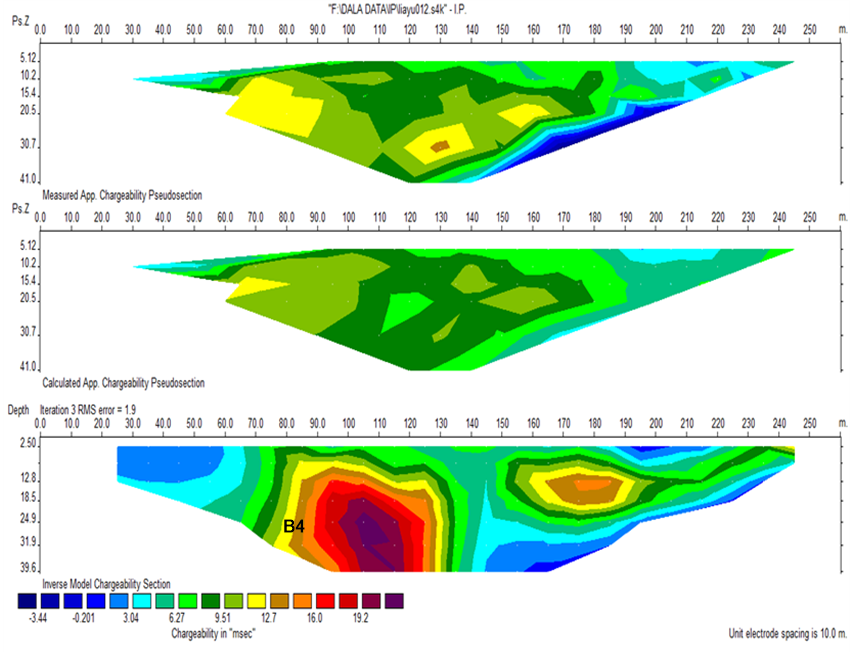 "F:\DALA DATA\IP\liayu012.s4k" - I.P.
Ps.Z 0.0 10.0 20.0 30.0 40.0 50.0 60.0 70.0 80.0 90.0 100 110 120 130 140 150 160 170 180 190 200 210 220 230 240 250 m.
5.12
10.2
15.4
20.5
30.7
41.0
Measured App. Chargeability Pseudosection
Ps.Z 0.0 10.0 20.0 30.0 40.0 50.0 60.0 70.0 80.0 90.0 100 110 120 130 140 150 160 170 180 190 200 210 220 230 240 250 m.
5.12
10.2
15.4
20.5
30.7
41.0
Calculated App. Chargeability Pseudosection
Depth Iteration 3 RMS error = 1.9
0.0 10.0 20.0 30.0 40.0 50.0 60.0 70.0 80.0 90.0 100 110 120 130 140 150 160 170 180 190 200 210 220 230 240 250 m.
2.50
12.8
18.5
24.9
B4
31.9
39.6
Inverse Model Chargeability Section
-3.44 -0.201 3.04 6.27 9.51 12.7 16.0 19.2
Chargeability in "msec"
Unit electrode spacing is 10.0 m.